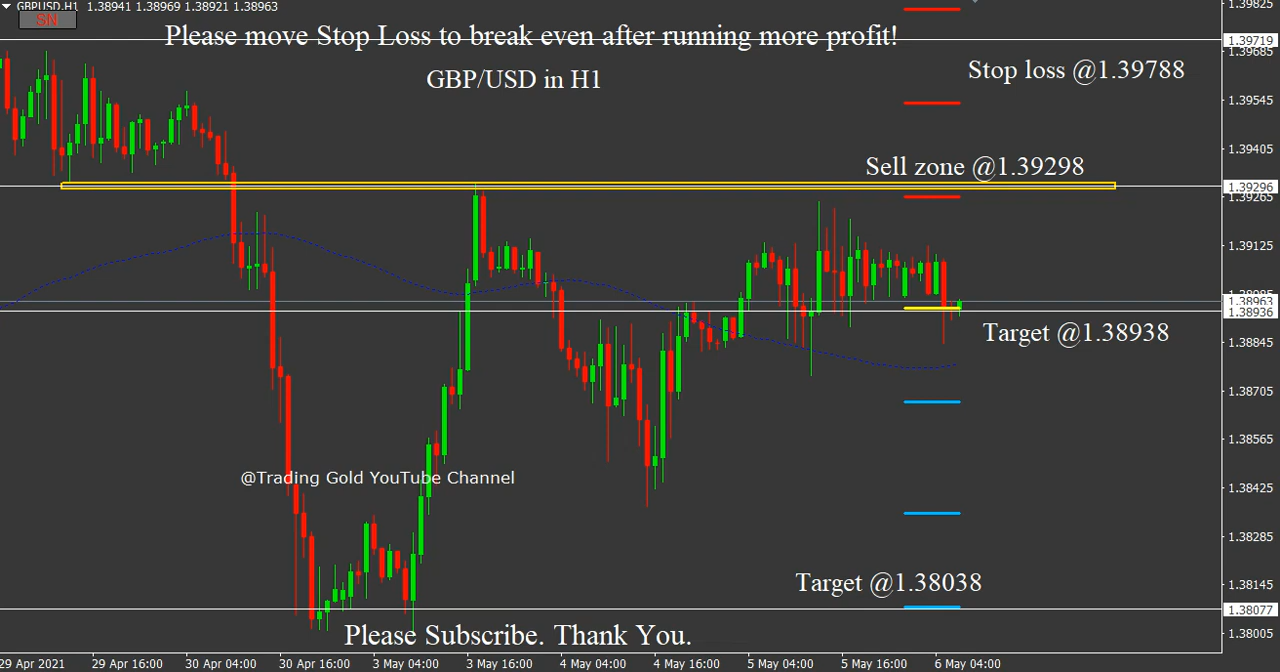 GBPUSD.H1 1.38941 1.38969 1.38921 1.38963
SN
Please move Stop Loss to break even after running more profit!
GBP/USD in H1
Stop loss @1.39788
Sell zone @1.39298
Target @1.38938
@Trading Gold YouTube Channel
Target @1.38038
Please Subscribe. Thank You.
1.39825
1.39719
1.39685
1.39545
1.39405
1.39296
1.39265
1.39125
1.38985
1.38963
1.38936
1.38845
1.38705
1.38565
1.38425
1.38285
1.38145
1.38077
1.38005
29 Apr 2021 29 Apr 16:00 30 Apr 04:00 30 Apr 16:00 3 May 04:00 3 May 16:00 4 May 04:00 4 May 16:00 5 May 04:00 5 May 16:00 6 May 04:00